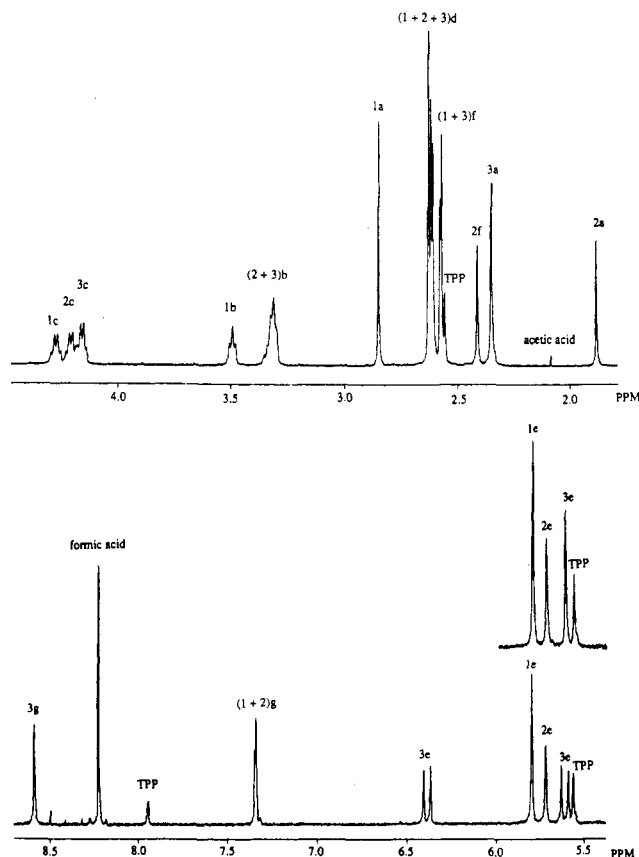 (1 + 2 + 3)d
1a
(1 + 3)f
3a
2f
2a
TPP
(2 + 3)b
1b
3c
2c
1c
acetic acid
4.0 3.5 3.0 2.5 2.0 PPM
1e
2e
3e
TPP
formic acid
1e
3g
(1 + 2)g
2e
3e
3e
TPP
TPP
8.5 8.0 7.5 7.0 6.5 6.0 5.5 PPM